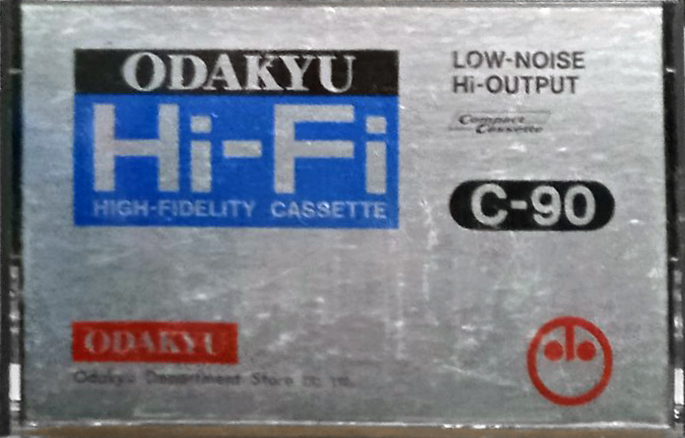 ODAKYU
Hi-Fi
HIGH-FIDELITY CASSETTE
LOW-NOISE
Hi-OUTPUT
Compact
Cassette
C-90
ODAKYU
Odakyu Department Store CO. LTD.